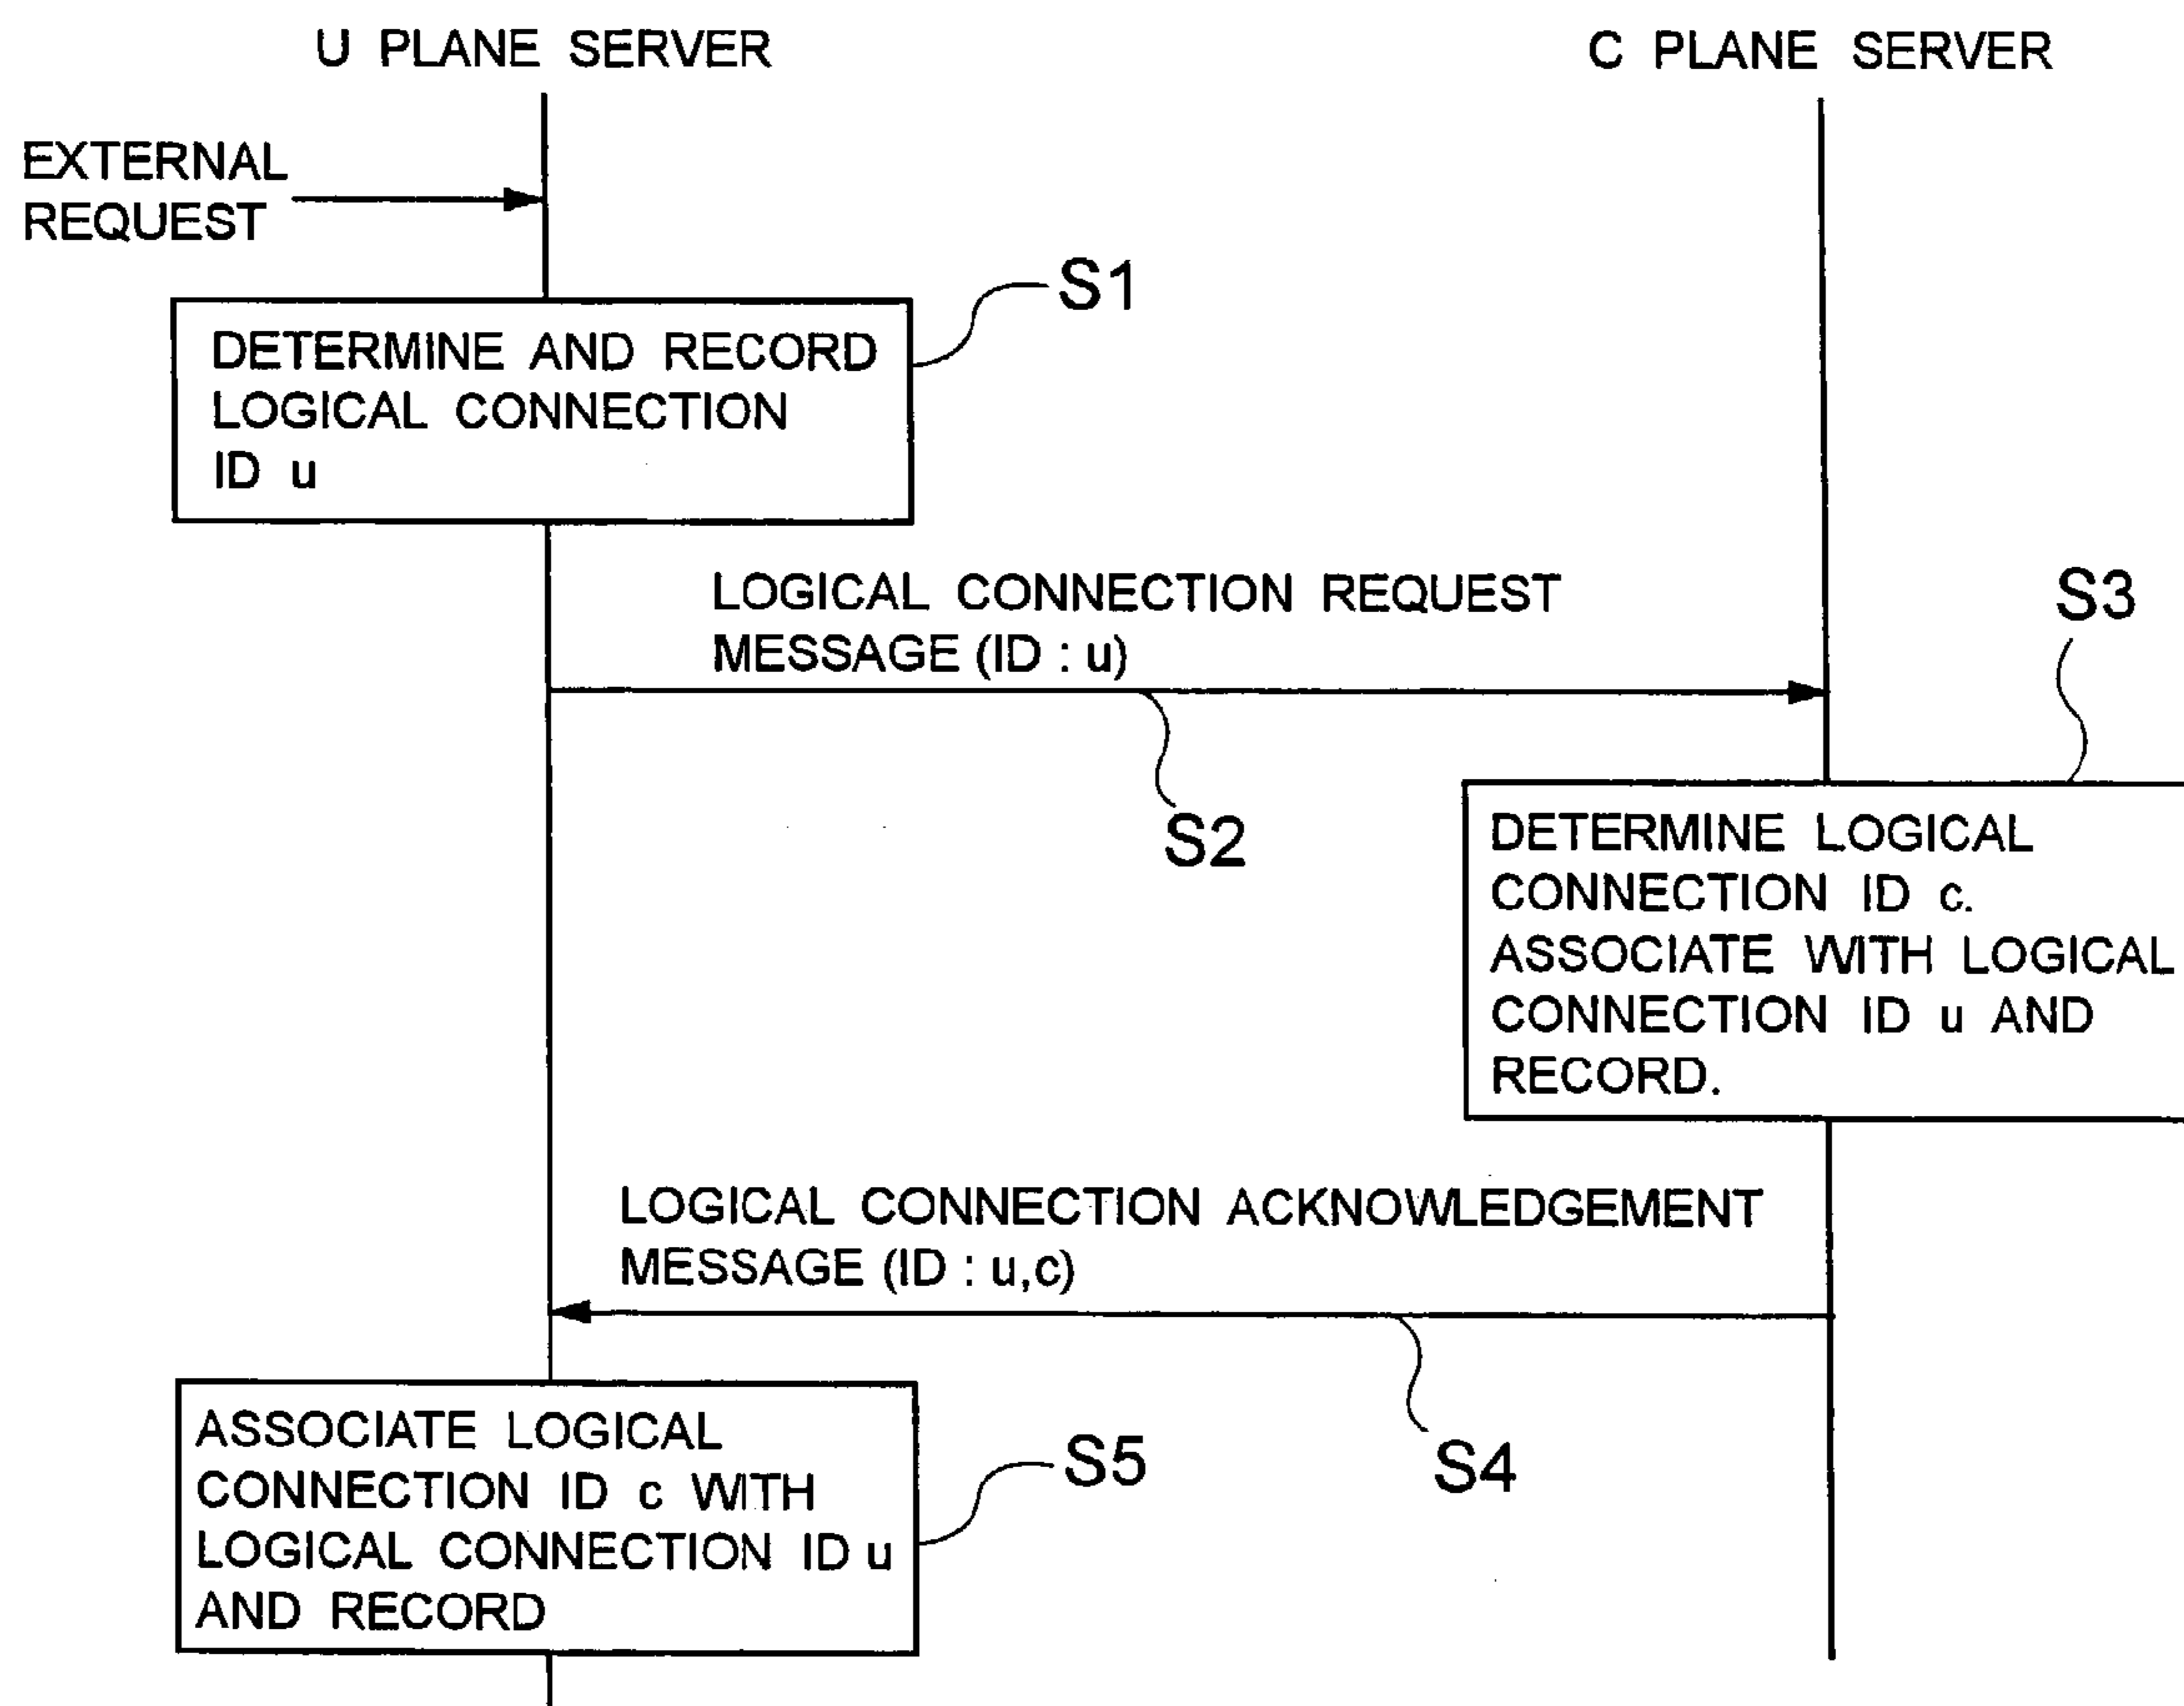 U PLANE SERVER
C PLANE SERVER
EXTERNAL
REQUEST
S1
DETERMINE AND RECORD
LOGICAL CONNECTION
ID u
LOGICAL CONNECTION REQUEST
MESSAGE (ID : u)
S2
S3
DETERMINE LOGICAL
CONNECTION ID c.
ASSOCIATE WITH LOGICAL
CONNECTION ID u AND
RECORD.
LOGICAL CONNECTION ACKNOWLEDGEMENT
MESSAGE (ID : u,c)
S4
ASSOCIATE LOGICAL
CONNECTION ID c WITH
LOGICAL CONNECTION ID u
AND RECORD
S5